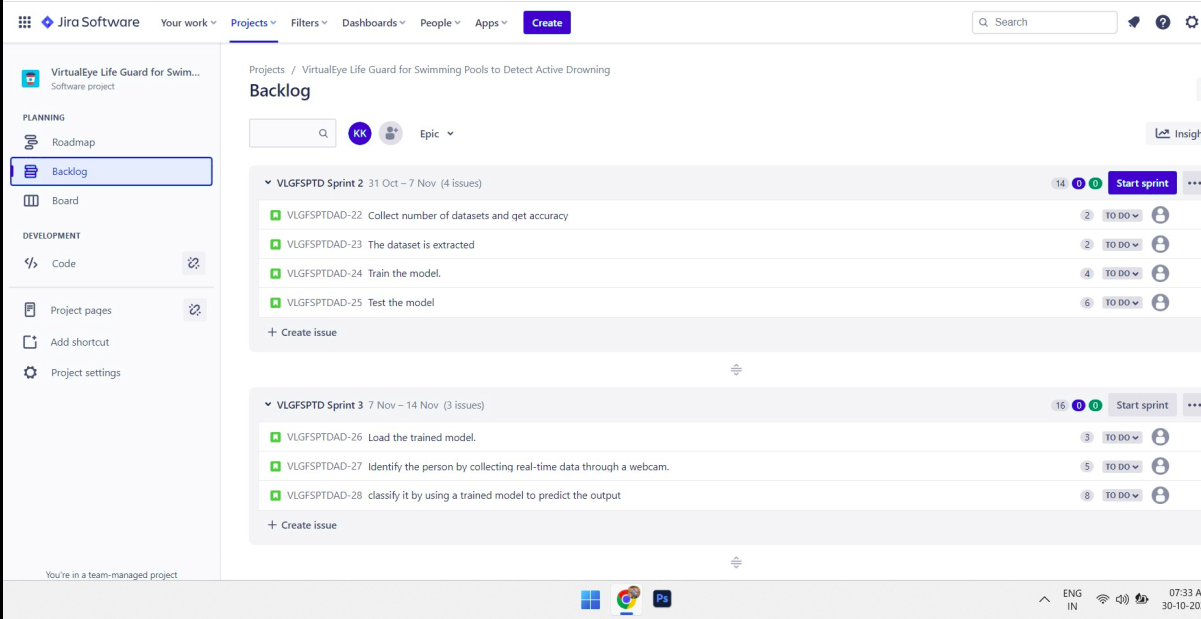 Jira Software Your work Projects Filters Dashboards People Apps Create Search
VirtualEye Life Guard for Swim...
Software project
PLANNING
Roadmap
Backlog
Board
DEVELOPMENT
Code
Project pages
Add shortcut
Project settings
You're in a team-managed project
Projects / VirtualEye Life Guard for Swimming Pools to Detect Active Drowning
Backlog
KK Epic Insigh
VLGFSPTD Sprint 2 31 Oct – 7 Nov (4 issues) 14 0 0 Start sprint
VLGFSPTDAD-22 Collect number of datasets and get accuracy 2 TO DO
VLGFSPTDAD-23 The dataset is extracted 2 TO DO
VLGFSPTDAD-24 Train the model. 4 TO DO
VLGFSPTDAD-25 Test the model 6 TO DO
+ Create issue
VLGFSPTD Sprint 3 7 Nov – 14 Nov (3 issues) 16 0 0 Start sprint
VLGFSPTDAD-26 Load the trained model. 3 TO DO
VLGFSPTDAD-27 Identify the person by collecting real-time data through a webcam. 5 TO DO
VLGFSPTDAD-28 classify it by using a trained model to predict the output 8 TO DO
+ Create issue
Ps
ENG
IN
07:33 A
30-10-202